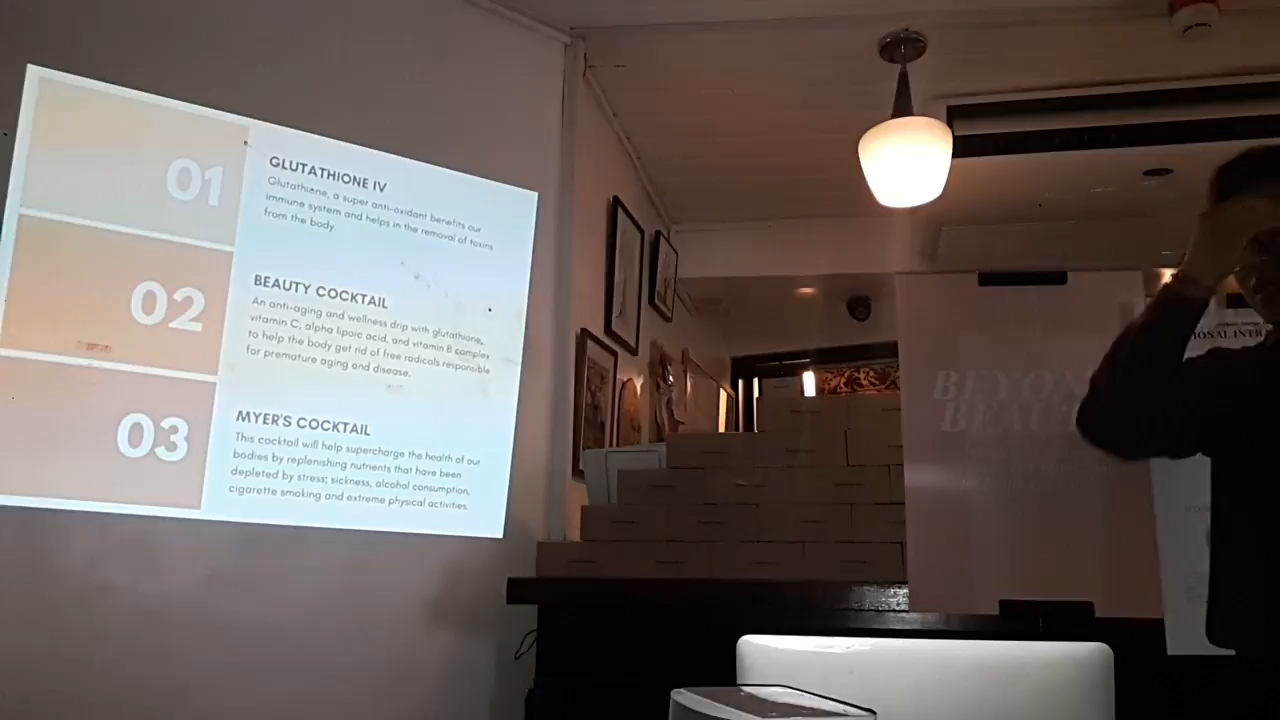 01
GLUTATHIONE IV
Glutathione, a super anti-oxidant benefits our
immune system and helps in the removal of toxins
from the body.
02
BEAUTY COCKTAIL
An anti-aging and wellness drip with glutathione,
vitamin C, alpha lipoic acid, and vitamin B complex
to help the body get rid of free radicals responsible
for premature aging and disease.
03
MYER'S COCKTAIL
This cocktail will help supercharge the health of our
bodies by replenishing nutrients that have been
depleted by stress; sickness, alcohol consumption,
cigarette smoking and extreme physical activities.
BEYON
BEAU
IONAL INTR